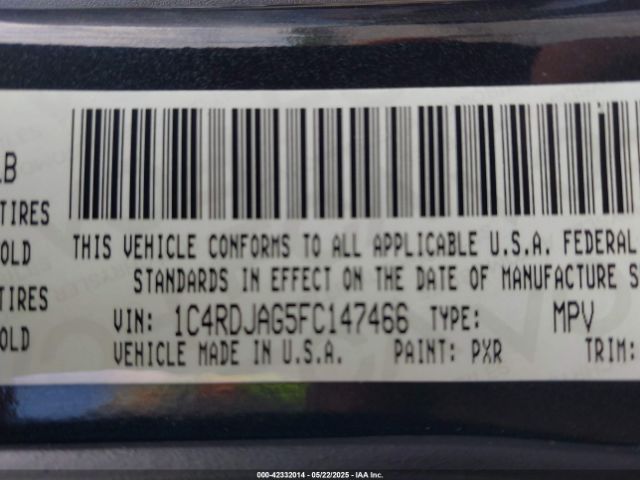 LB
TIRES
OLD
TIRES
OLD
THIS VEHICLE CONFORMS TO ALL APPLICABLE U.S.A. FEDERAL
STANDARDS IN EFFECT ON THE DATE OF MANUFACTURE S
VIN: 1C4RDJAG5FC147466 TYPE: MPV
VEHICLE MADE IN U.S.A. PAINT: PXR TRIM:
000-42332014 - 05/22/2025 - IAA Inc.